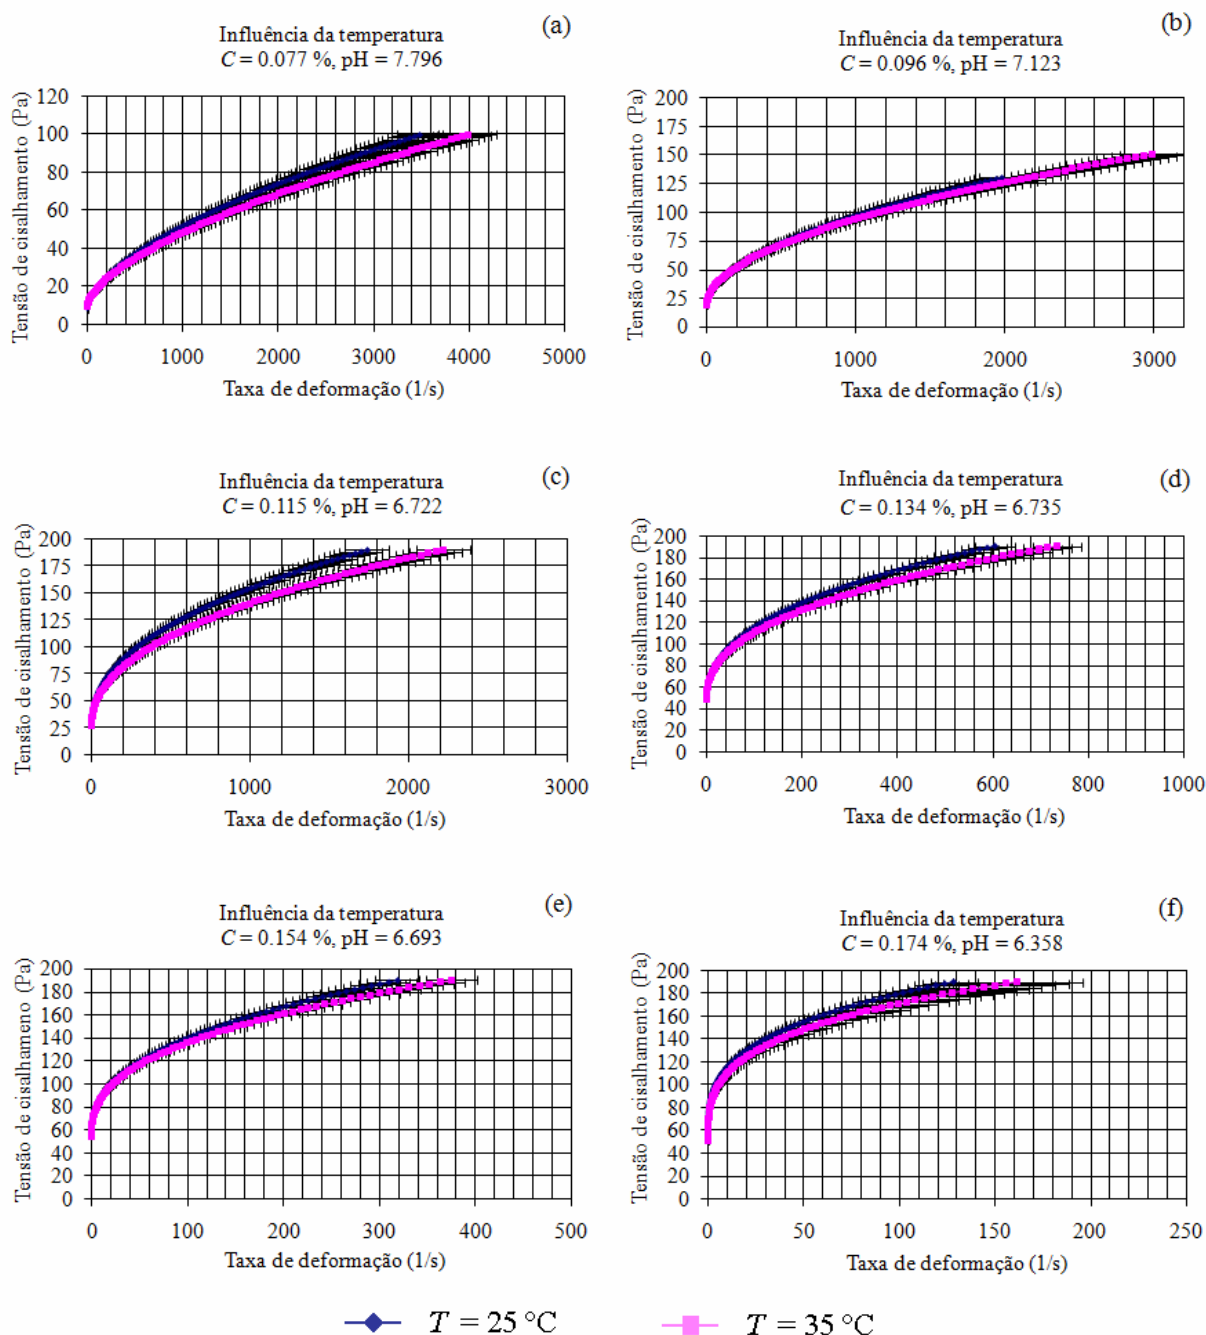 (a)
Influência da temperatura
C = 0.077 %, pH = 7.796
Tensão de cisalhamento (Pa)
120
100
80
60
40
20
0
0 1000 2000 3000 4000 5000
Taxa de deformação (1/s)
(b)
Influência da temperatura
C = 0.096 %, pH = 7.123
Tensão de cisalhamento (Pa)
200
175
150
125
100
75
50
25
0
0 1000 2000 3000
Taxa de deformação (1/s)
(c)
Influência da temperatura
C = 0.115 %, pH = 6.722
Tensão de cisalhamento (Pa)
200
175
150
125
100
75
50
25
0
0 1000 2000 3000
Taxa de deformação (1/s)
(d)
Influência da temperatura
C = 0.134 %, pH = 6.735
Tensão de cisalhamento (Pa)
200
180
160
140
120
100
80
60
40
20
0
0 200 400 600 800 1000
Taxa de deformação (1/s)
(e)
Influência da temperatura
C = 0.154 %, pH = 6.693
Tensão de cisalhameno (Pa)
200
180
160
140
120
100
80
60
40
20
0
0 100 200 300 400 500
Taxa de deformação (1/s)
(f)
Influência da temperatura
C = 0.174 %, pH = 6.358
Tensão de cisalhamento (Pa)
200
180
160
140
120
100
80
60
40
20
0
0 50 100 150 200 250
Taxa de deformação (1/s)
T = 25 °C
T = 35 °C